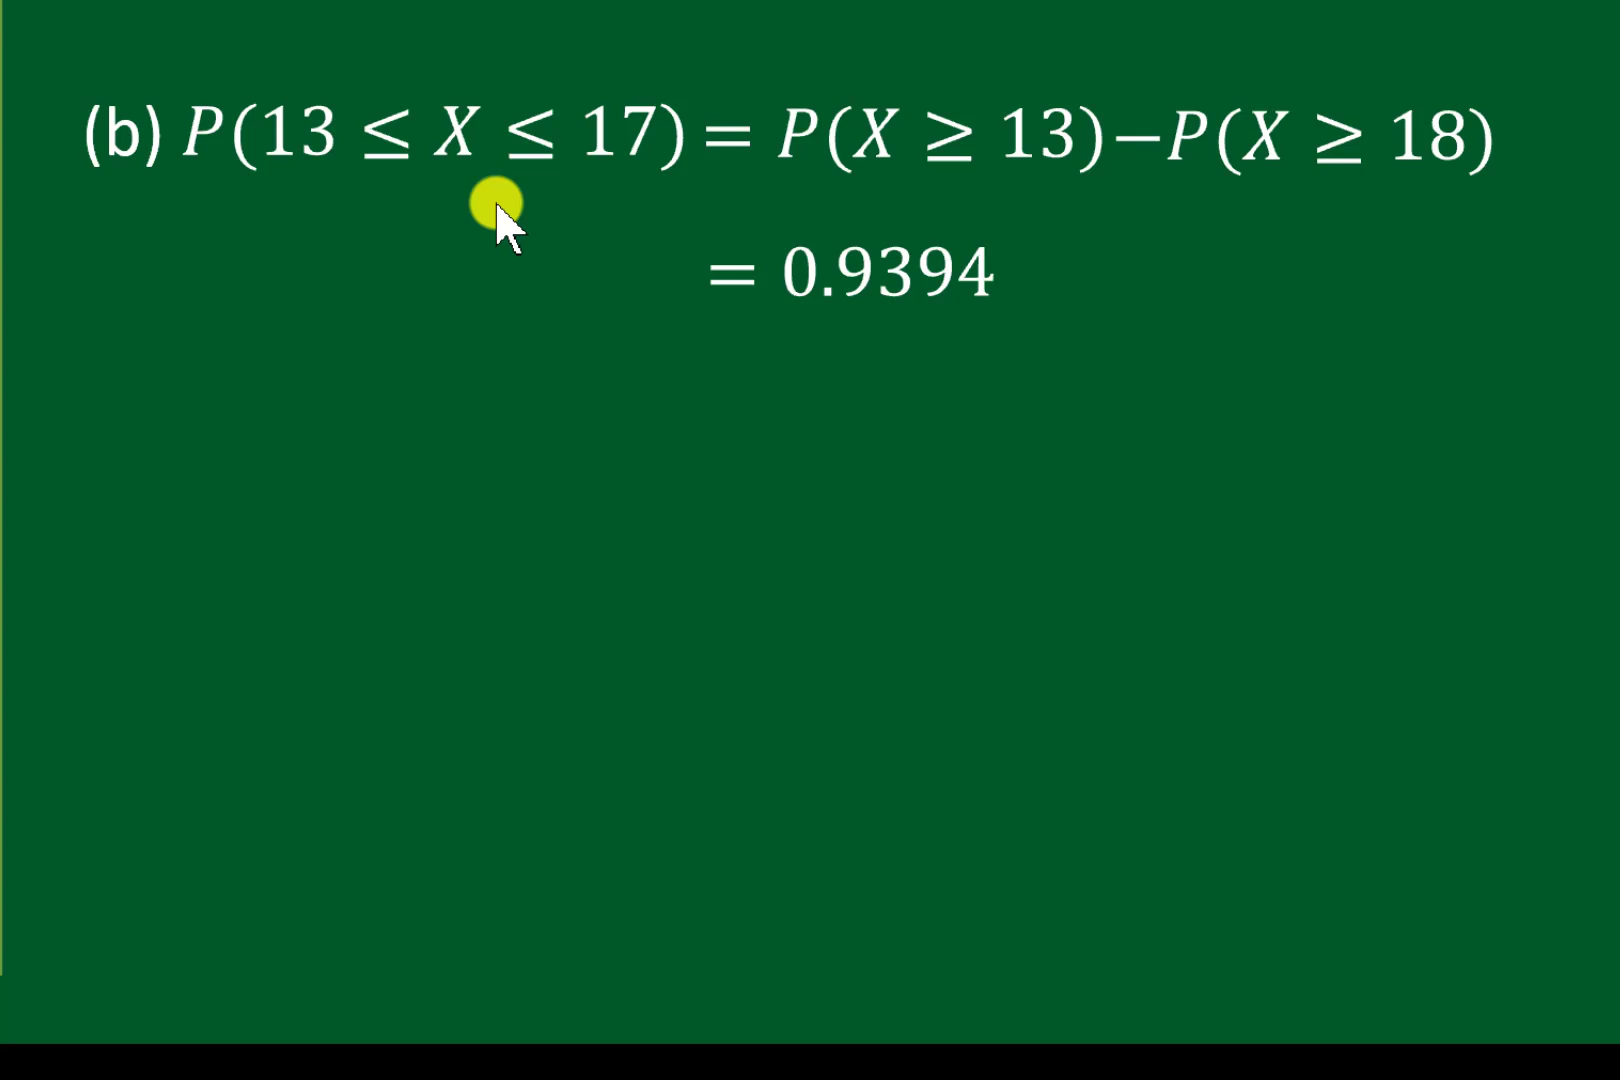 (b) P(13 ≤ X ≤ 17) = P(X ≥ 13)−P(X ≥ 18)
= 0.9394